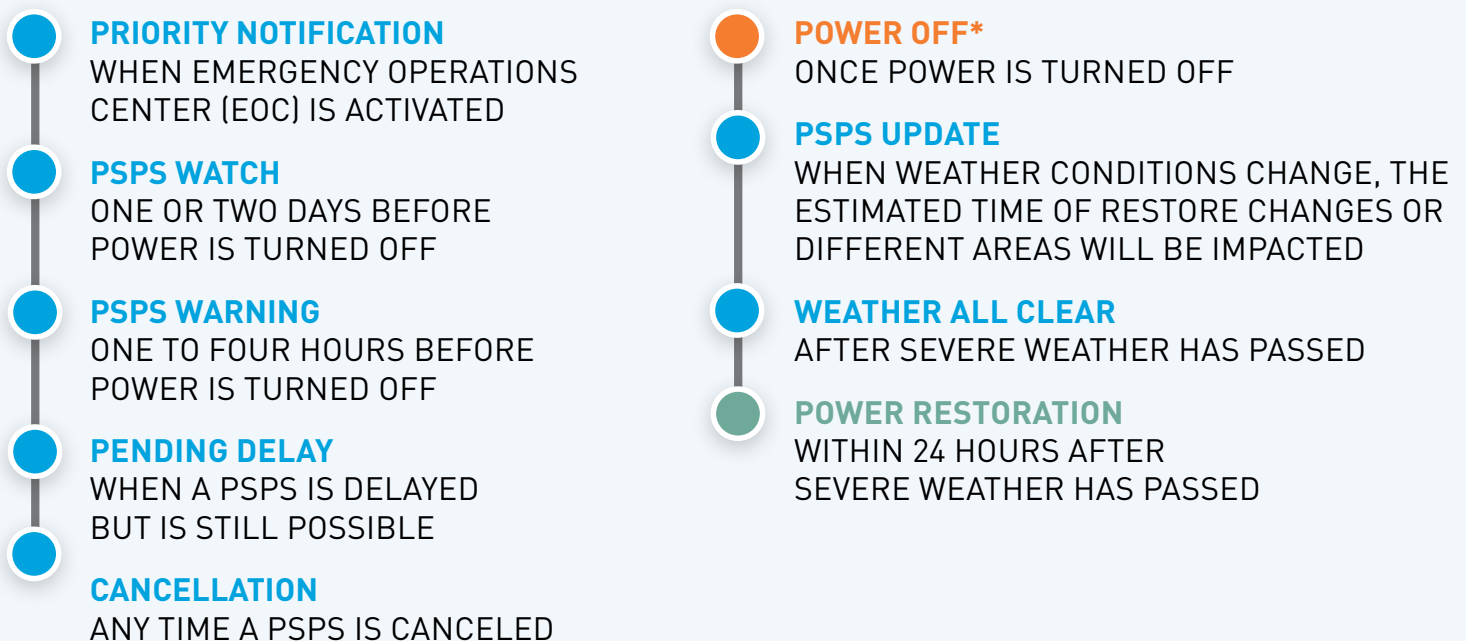 PRIORITY NOTIFICATION
WHEN EMERGENCY OPERATIONS
CENTER (EOC) IS ACTIVATED
PSPS WATCH
ONE OR TWO DAYS BEFORE
POWER IS TURNED OFF
PSPS WARNING
ONE TO FOUR HOURS BEFORE
POWER IS TURNED OFF
PENDING DELAY
WHEN A PSPS IS DELAYED
BUT IS STILL POSSIBLE
CANCELLATION
ANY TIME A PSPS IS CANCELED
POWER OFF*
ONCE POWER IS TURNED OFF
PSPS UPDATE
WHEN WEATHER CONDITIONS CHANGE, THE
ESTIMATED TIME OF RESTORE CHANGES OR
DIFFERENT AREAS WILL BE IMPACTED
WEATHER ALL CLEAR
AFTER SEVERE WEATHER HAS PASSED
POWER RESTORATION
WITHIN 24 HOURS AFTER
SEVERE WEATHER HAS PASSED